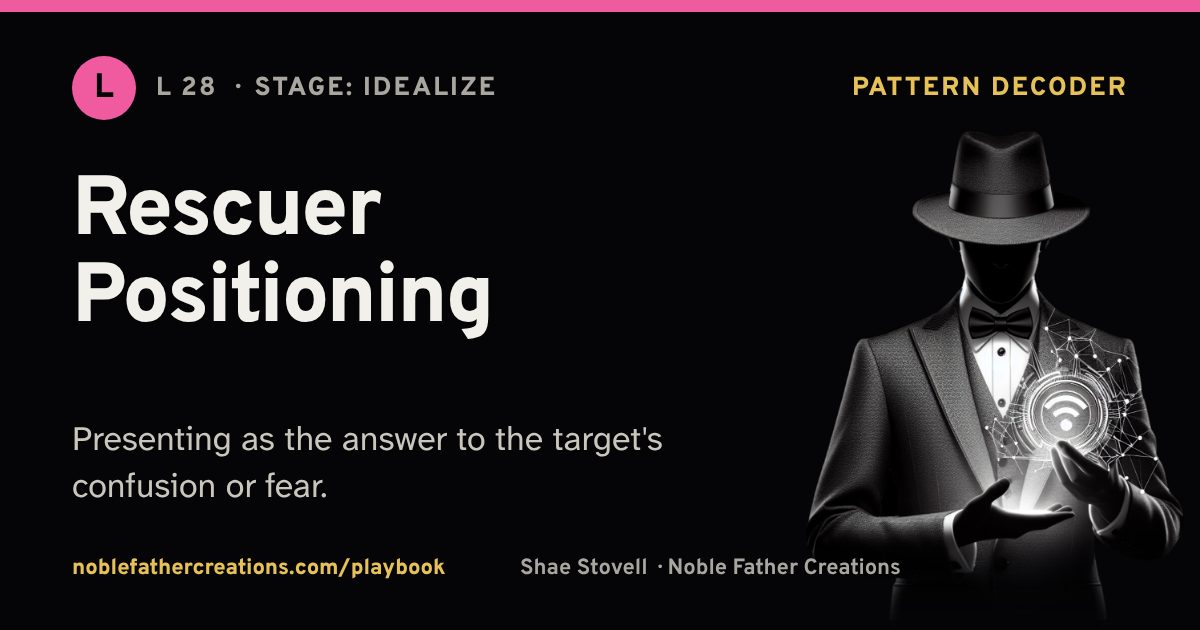 L
L 28 · STAGE: IDEALIZE
PATTERN DECODER
Rescuer
Positioning
Presenting as the answer to the target's
confusion or fear.
noblefathercreations.com/playbook
Shae Stovell · Noble Father Creations